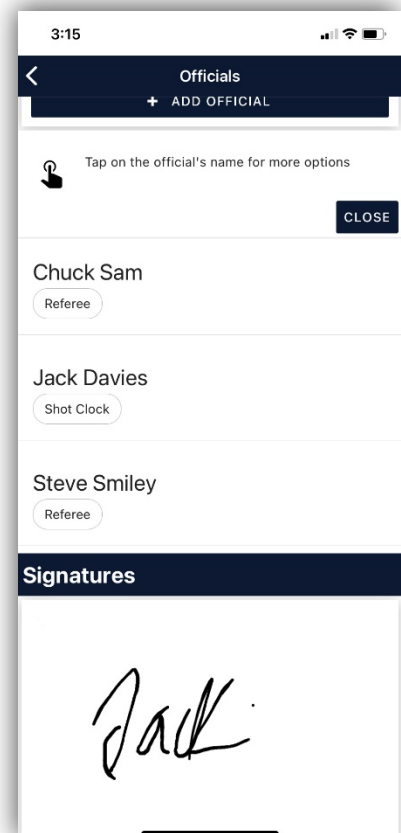 3:15
Officials
+ ADD OFFICIAL
Tap on the official's name for more options
CLOSE
Chuck Sam
Referee
Jack Davies
Shot Clock
Steve Smiley
Referee
Signatures
Jack